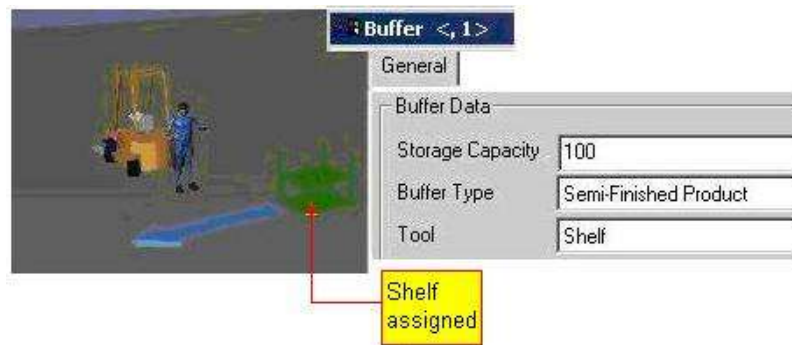 Buffer <, 1>
General
Buffer Data
Storage Capacity 100
Buffer Type Semi-Finished Product
Tool Shelf
Shelf
assigned